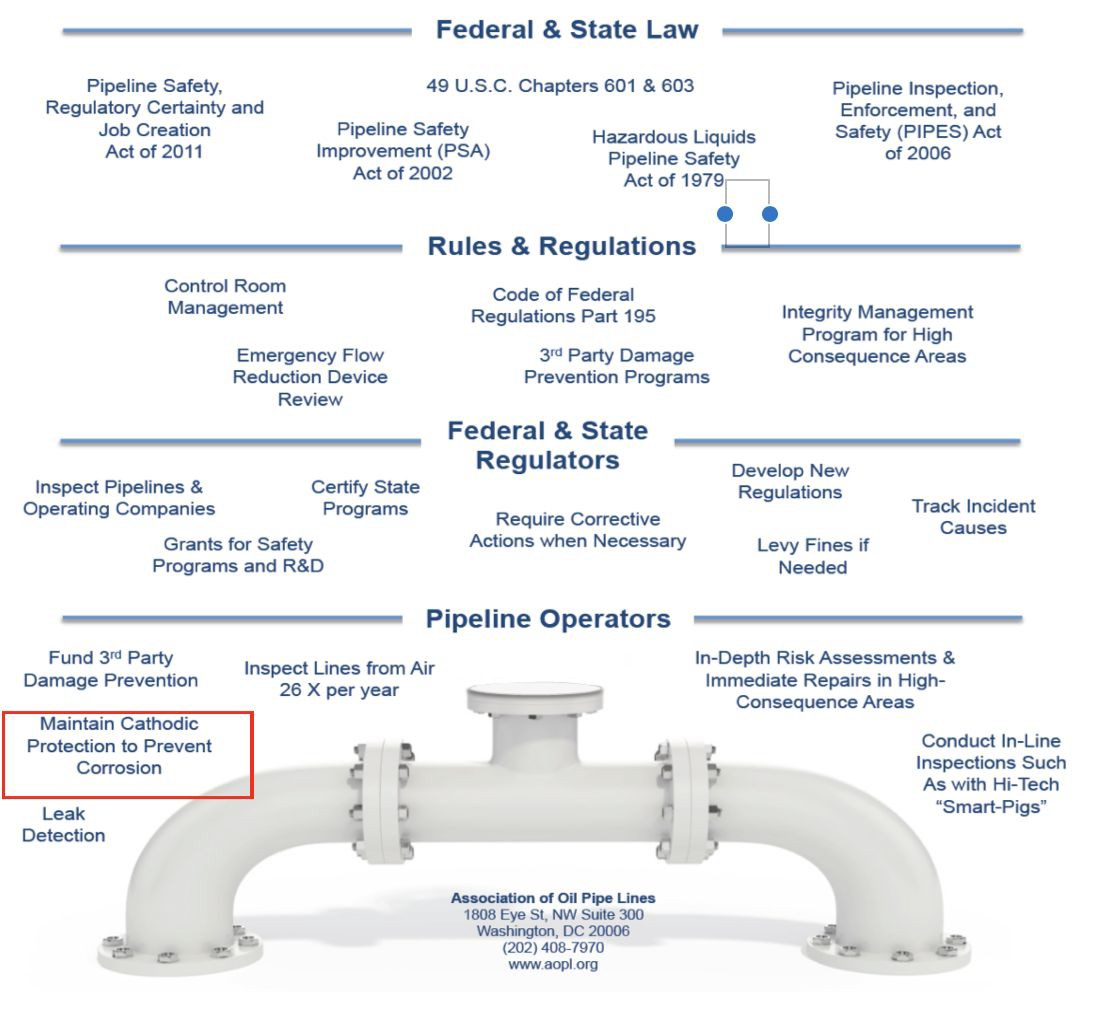 Federal & State Law
Pipeline Safety,
Regulatory Certainty and
Job Creation
Act of 2011
49 U.S.C. Chapters 601 & 603
Pipeline Safety
Improvement (PSA)
Act of 2002
Hazardous Liquids
Pipeline Safety
Act of 1979
Pipeline Inspection,
Enforcement, and
Safety (PIPES) Act
of 2006
Rules & Regulations
Control Room
Management
Code of Federal
Regulations Part 195
Integrity Management
Program for High
Consequence Areas
Emergency Flow
Reduction Device
Review
3rd Party Damage
Prevention Programs
Federal & State
Regulators
Inspect Pipelines &
Operating Companies
Certify State
Programs
Grants for Safety
Programs and R&D
Require Corrective
Actions when Necessary
Develop New
Regulations
Levy Fines if
Needed
Track Incident
Causes
Pipeline Operators
Fund 3rd Party
Damage Prevention
Inspect Lines from Air
26 X per year
In-Depth Risk Assessments &
Immediate Repairs in High-
Consequence Areas
Maintain Cathodic
Protection to Prevent
Corrosion
Conduct In-Line
Inspections Such
As with Hi-Tech
“Smart-Pigs”
Leak
Detection
Association of Oil Pipe Lines
1808 Eye St, NW Suite 300
Washington, DC 20006
(202) 408-7970
www.aopl.org